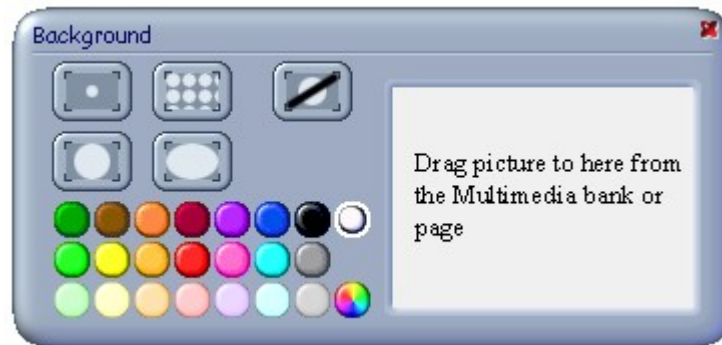 Background
Drag picture to here from
the Multimedia bank or
page